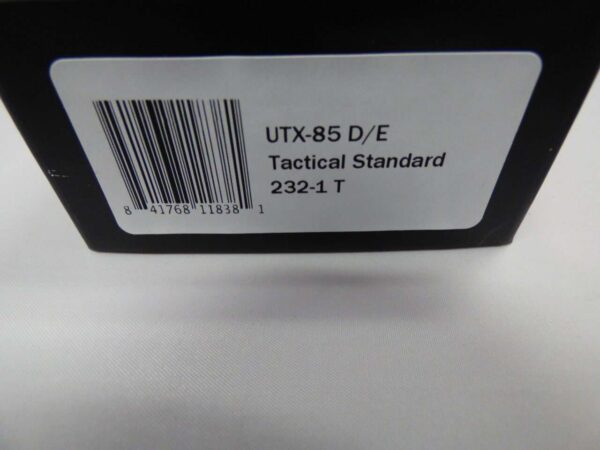 UTX-85 D/E
Tactical Standard
232-1 T
8 41768 11838 1